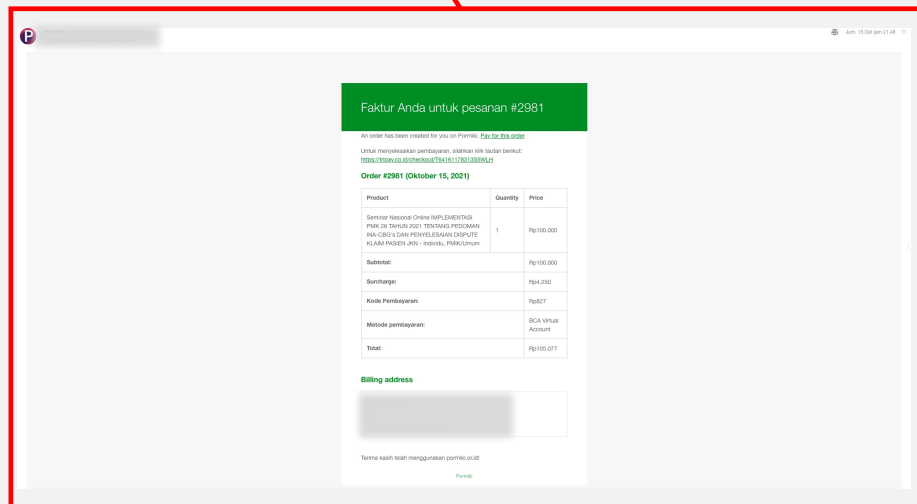 P
Jum, 15 Okt jam 21.48
Faktur Anda untuk pesanan #2981
An order has been created for you on Pormiki. Pay for this order
Untuk menyelesaikan pembayaran, silahkan klik tautan berikut:
https://tripay.co.id/checkout/T64161178313S5WLH
Order #2981 (Oktober 15, 2021)
Product Quantity Price
Seminar Nasional Online IMPLEMENTASI
PMK 26 TAHUN 2021 TENTANG PEDOMAN
INA-CBG's DAN PENYELESAIAN DISPUTE
KLAIM PASIEN JKN - Individu, PMIK/Umum
1 Rp100.000
Subtotal: Rp100.000
Surcharge: Rp4.250
Kode Pembayaran: Rp827
Metode pembayaran: BCA Virtual
Account
Total: Rp105.077
Billing address
Terima kasih telah menggunakan pormiki.or.id!
Pormiki